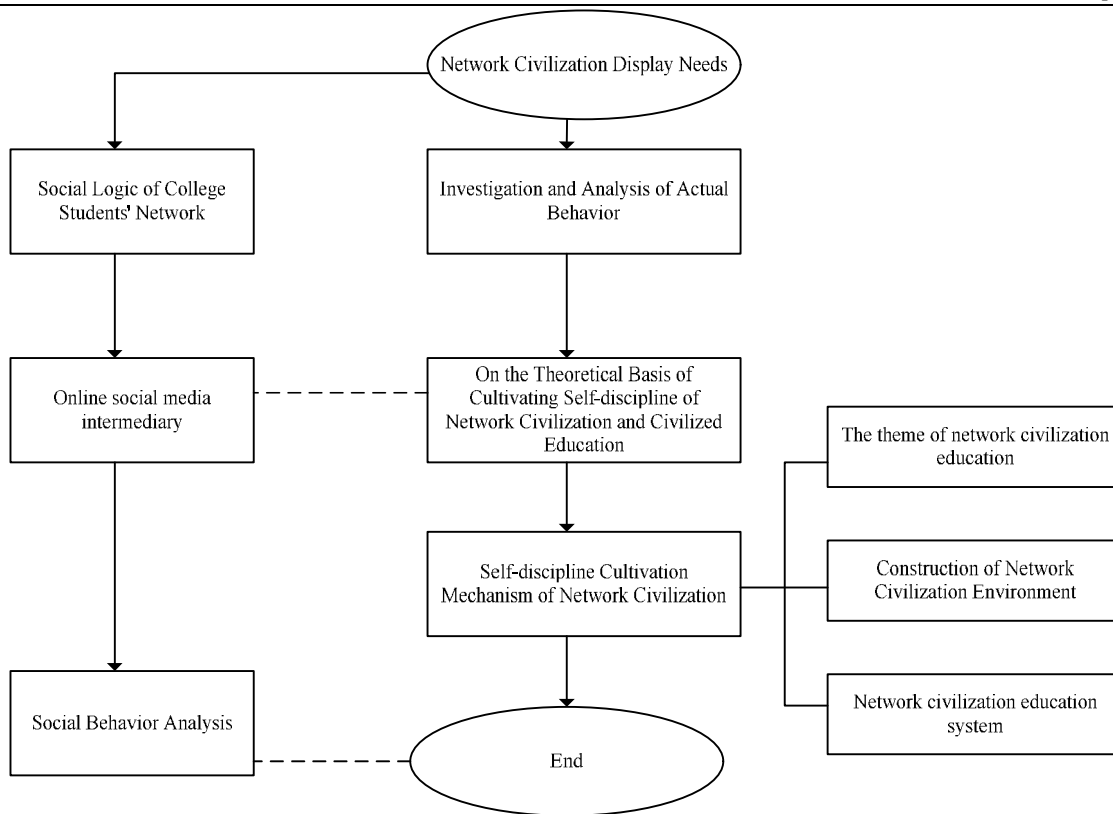 Network Civilization Display Needs
Social Logic of College
Students' Network
Investigation and Analysis of Actual
Behavior
Online social media
intermediary
On the Theoretical Basis of
Cultivating Self-discipline of
Network Civilization and Civilized
Education
The theme of network civilization
education
Self-discipline Cultivation
Mechanism of Network Civilization
Construction of Network
Civilization Environment
Network civilization education
system
Social Behavior Analysis
End